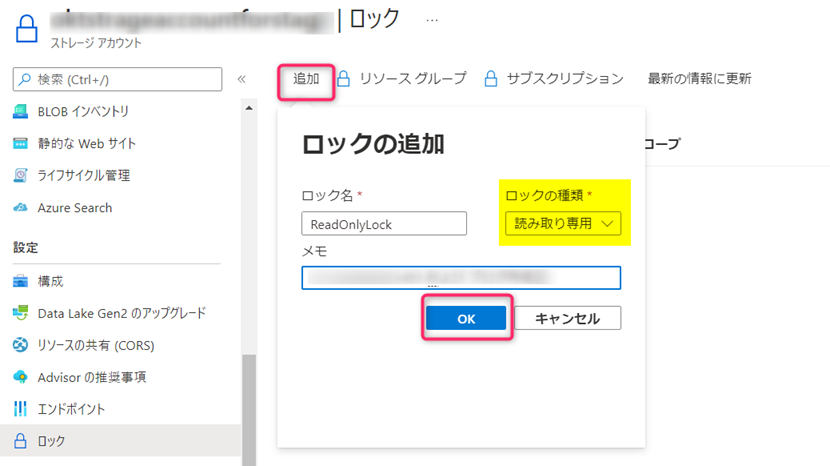 | ロック ...
ストレージ アカウント
検索 (Ctrl+/)
«
追加
リソース グループ
サブスクリプション
最新の情報に更新
BLOB インベントリ
静的な Web サイト
ライフサイクル管理
Azure Search
設定
構成
Data Lake Gen2 のアップグレード
リソースの共有 (CORS)
Advisor の推奨事項
エンドポイント
ロック
ロックの追加
コープ
ロック名 *
ロックの種類 *
ReadOnlyLock
読み取り専用
メモ
OK
キャンセル